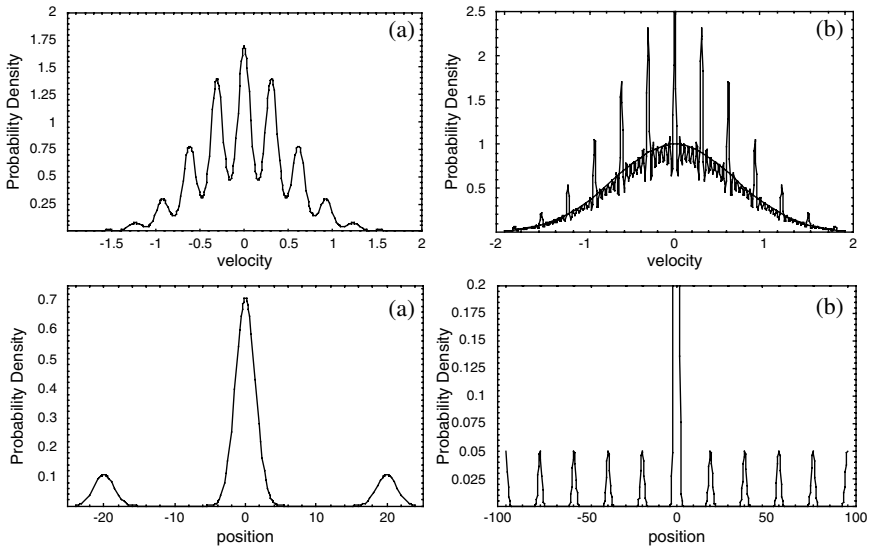 2
1.75
(a)
1.5
1.25
1
0.75
0.5
0.25
Probability Density
-1.5 -1 -0.5 0 0.5 1 1.5 2
velocity
2.5
(b)
2
1.5
1
0.5
Probability Density
-2 -1 0 1 2
velocity
0.7
(a)
0.6
0.5
0.4
0.3
0.2
0.1
Probability Density
-20 -10 0 10 20
position
0.2
(b)
0.175
0.15
0.125
0.1
0.075
0.05
0.025
Probability Density
-100 -50 0 50 100
position